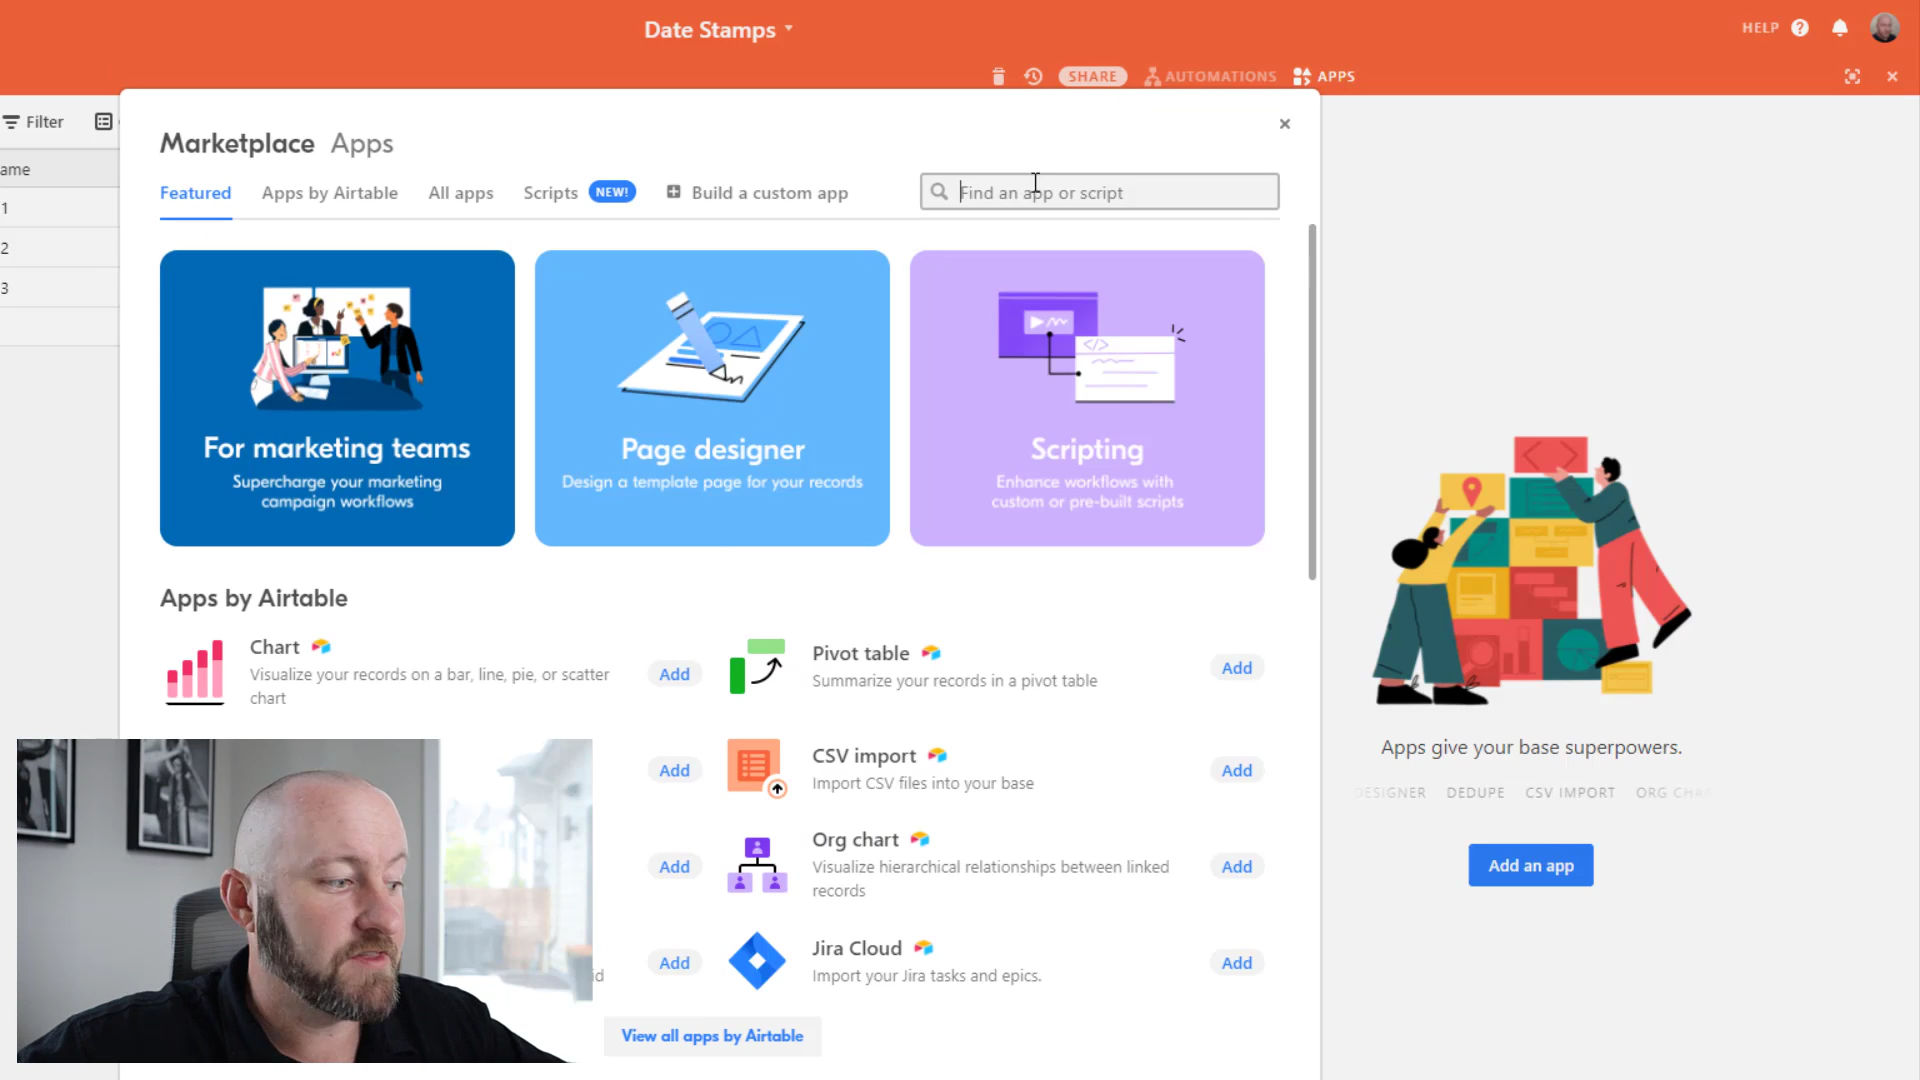 Date Stamps
HELP
SHARE
AUTOMATIONS
APPS
Filter
ame
1
2
3
Marketplace Apps
Featured
Apps by Airtable
All apps
Scripts
NEW!
Build a custom app
Find an app or script
For marketing teams
Supercharge your marketing
campaign workflows
Page designer
Design a template page for your records
Scripting
Enhance workflows with
custom or pre-built scripts
Apps by Airtable
Chart
Visualize your records on a bar, line, pie, or scatter
chart
Add
Pivot table
Summarize your records in a pivot table
Add
Add
CSV import
Import CSV files into your base
Add
Add
Org chart
Visualize hierarchical relationships between linked
records
Add
id
Add
Jira Cloud
Import your Jira tasks and epics.
Add
View all apps by Airtable
Apps give your base superpowers.
DESIGNER DEDUPE CSV IMPORT ORG CHA
Add an app